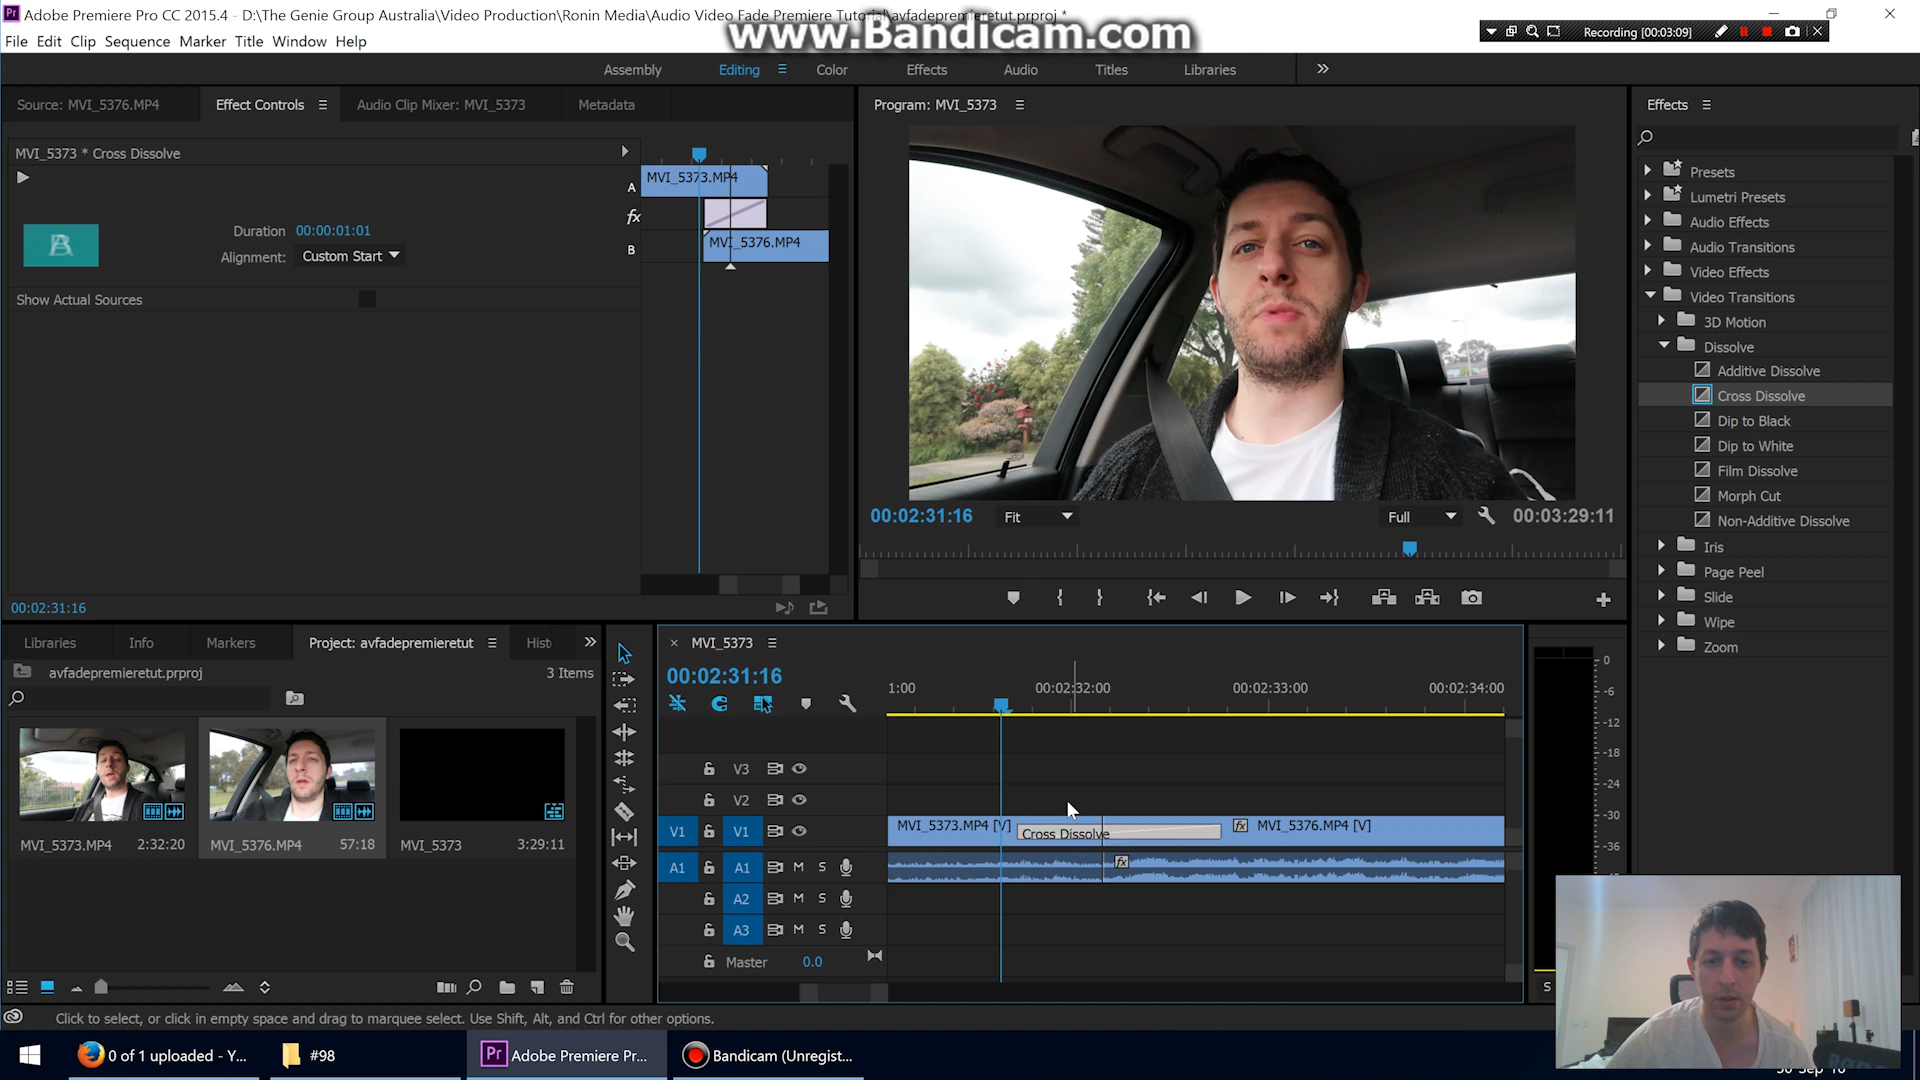 Adobe Premiere Pro CC 2015.4 - D:\The Genie Group Australia\Video Production\Ronin Media\Audio Video Fade Premiere Tutorial\avfadepremieretut.prproj *
www.Bandicam.com
Recording [00:03:09]
File Edit Clip Sequence Marker Title Window Help
Assembly Editing Color Effects Audio Titles Libraries
Source: MVI_5376.MP4 Effect Controls Audio Clip Mixer: MVI_5373 Metadata
MVI_5373 * Cross Dissolve
A MVI_5373.MP4
fx
B MVI_5376.MP4
B
Duration 00:00:01:01
Alignment: Custom Start
Show Actual Sources
00:02:31:16
Program: MVI_5373
00:02:31:16 Fit Full 00:03:29:11
Effects
Presets
Lumetri Presets
Audio Effects
Audio Transitions
Video Effects
Video Transitions
3D Motion
Dissolve
Additive Dissolve
Cross Dissolve
Dip to Black
Dip to White
Film Dissolve
Morph Cut
Non-Additive Dissolve
Iris
Page Peel
Slide
Wipe
Zoom
Libraries Info Markers Project: avfadepremieretut Hist
avfadepremieretut.prproj 3 Items
MVI_5373.MP4 2:32:20 MVI_5376.MP4 57:18 MVI_5373 3:29:11
MVI_5373
00:02:31:16
1:00 00:02:32:00 00:02:33:00 00:02:34:00
V3
V2
V1 V1 MVI_5373.MP4 [V] Cross Dissolve fx MVI_5376.MP4 [V]
A1 A1 M S fx
A2 M S
A3 M S
Master 0.0
0
-6
-12
-18
-24
-30
-36
S
Click to select, or click in empty space and drag to marquee select. Use Shift, Alt, and Ctrl for other options.
0 of 1 uploaded - Y...
#98
Pr Adobe Premiere Pr...
Bandicam (Unregist...